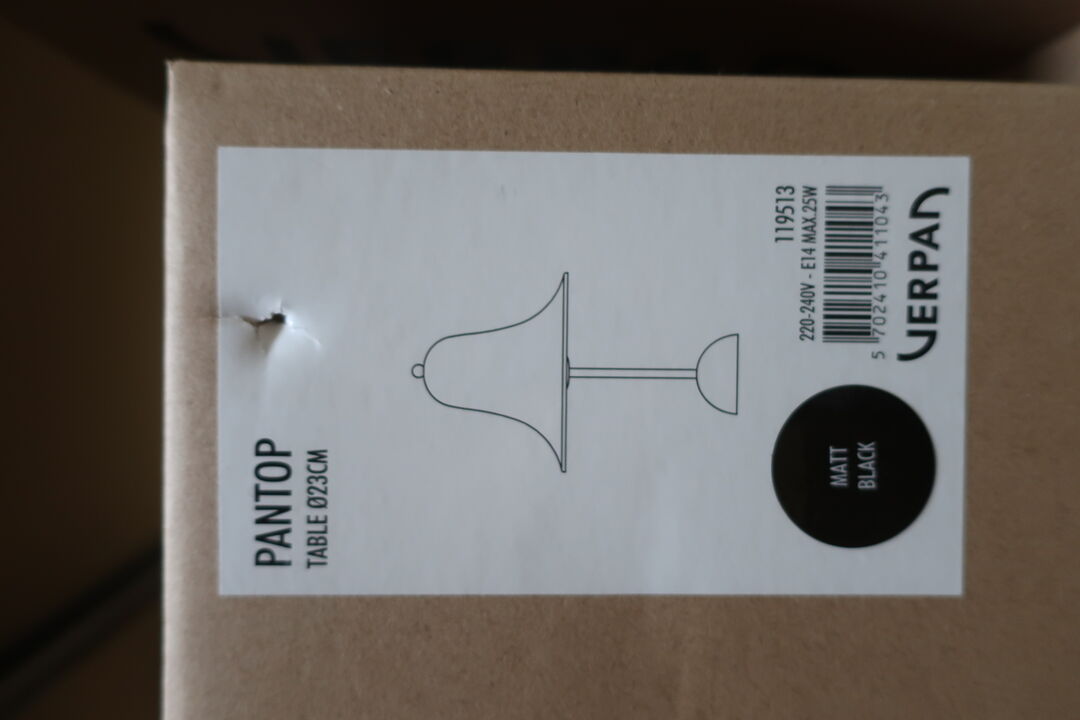 PANTOP
TABLE Ø23CM
119513
220-240V - E14 MAX.25W
5 702410 411043
VERPAN
MATT
BLACK